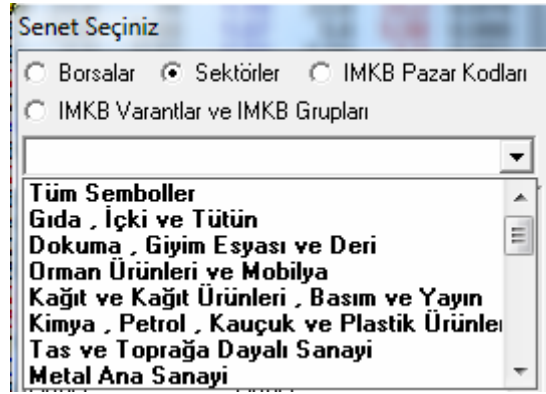 Senet Seçiniz
Borsalar Sektörler IMKB Pazar Kodları
IMKB Varantlar ve IMKB Grupları
Tüm Semboller
Gıda , İçki ve Tütün
Dokuma , Giyim Esyası ve Deri
Orman Ürünleri ve Mobilya
Kağıt ve Kağıt Ürünleri , Basım ve Yayın
Kimya , Petrol , Kauçuk ve Plastik Ürünler
Tas ve Toprağa Dayalı Sanayi
Metal Ana Sanayi